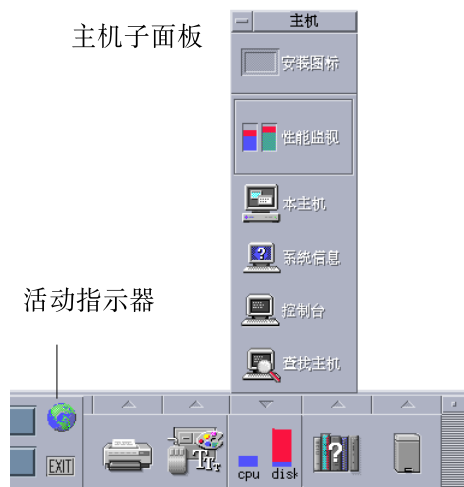 主机子面板
主机
安装图标
性能监视
本主机
系统信息
控制台
查找主机
活动指示器
EXIT
cpu disk